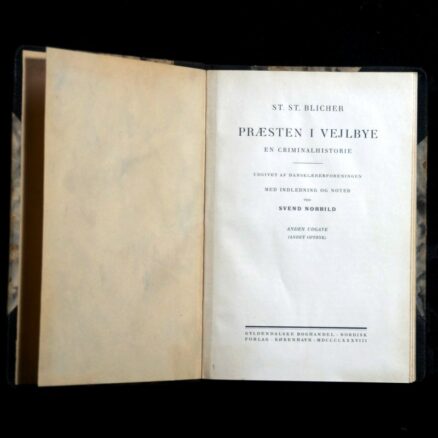 ST. ST. BLICHER
PRÆSTEN I VEJLBYE
EN CRIMINALHISTORIE
UDGIVET AF DANSKLÆRERFORENINGEN
MED INDLEDNING OG NOTER
VED
SVEND NORRILD
ANDEN UDGAVE
(ANDET OPTRYK)
GYLDENDALSKE BOGHANDEL · NORDISK
FORLAG · KØBENHAVN · MDCCCCXXXVIII